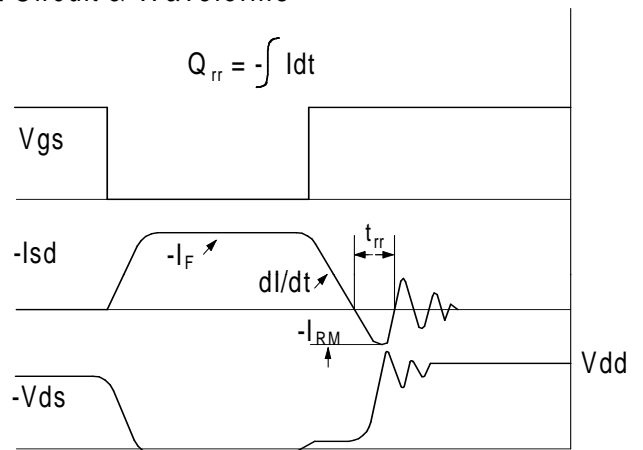 Circuit & Waveforms
Q rr = -∫ Idt
Vgs
-Isd
-I F
dI/dt
t rr
-I RM
Vdd
-Vds